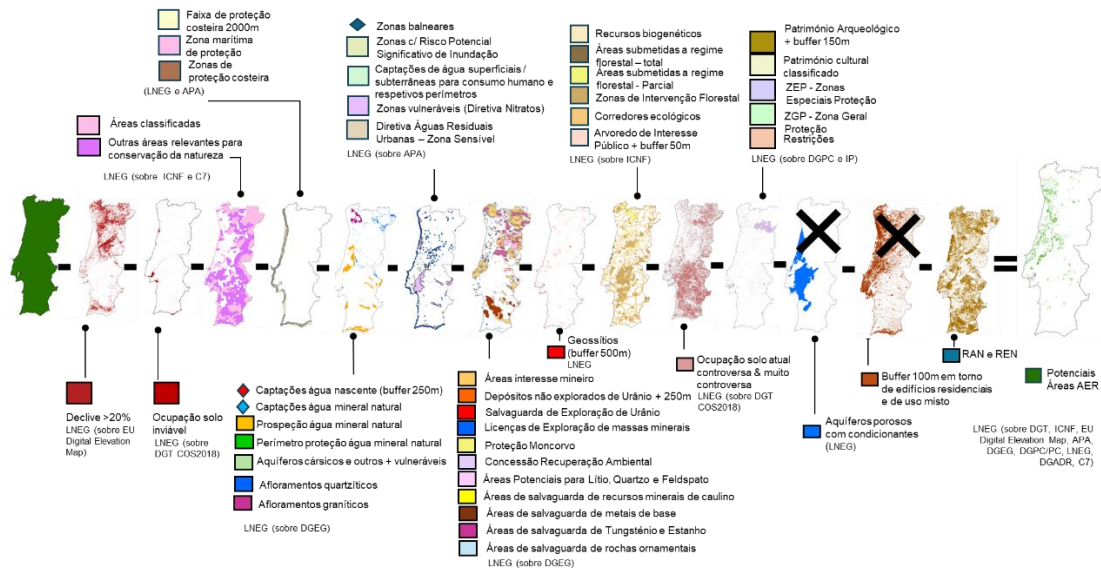 Faixa de proteção
costeira 2000m
Zona marítima
de proteção
Zonas de
proteção costeira
(LNEG e APA)
Áreas classificadas
Outras áreas relevantes para
conservação da natureza
LNEG (sobre ICNF e C7)
Zonas balneares
Zonas c/ Risco Potencial
Significativo de Inundação
Captações de água superficiais /
subterrâneas para consumo humano e
respetivos perímetros
Zonas vulneráveis (Diretiva Nitratos)
Diretiva Águas Residuais
Urbanas – Zona Sensível
LNEG (sobre APA)
Recursos biogenéticos
Áreas submetidas a regime
florestal – total
Áreas submetidas a regime
florestal - Parcial
Zonas de Intervenção Florestal
Corredores ecológicos
Arvoredo de Interesse
Público + buffer 50m
LNEG (sobre ICNF)
Património Arqueológico
+ buffer 150m
Património cultural
classificado
ZEP - Zonas
Especiais Proteção
ZGP - Zona Geral
Proteção
Restrições
LNEG (sobre DGPC e IP)
Declive >20%
LNEG (sobre EU
Digital Elevation
Map)
Ocupação solo
inviável
LNEG (sobre
DGT COS2018)
Captações água nascente (buffer 250m)
Captações água mineral natural
Prospeção água mineral natural
Perímetro proteção água mineral natural
Aquíferos cársicos e outros + vulneráveis
Afloramentos quartzíticos
Afloramentos graníticos
LNEG (sobre DGEG)
Áreas interesse mineiro
Depósitos não explorados de Urânio + 250m
Salvaguarda de Exploração de Urânio
Licenças de Exploração de massas minerais
Proteção Moncorvo
Concessão Recuperação Ambiental
Áreas Potenciais para Lítio, Quartzo e Feldspato
Áreas de salvaguarda de recursos minerais de caulino
Áreas de salvaguarda de metais de base
Áreas de salvaguarda de Tungsténio e Estanho
Áreas de salvaguarda de rochas ornamentais
LNEG (sobre DGEG)
Geossítios
(buffer 500m)
LNEG
Ocupação solo atual
controversa & muito
controversa
LNEG (sobre DGT
COS2018)
Aquíferos porosos
com condicionantes
(LNEG)
Buffer 100m em torno
de edifícios residenciais
e de uso misto
RAN e REN
Potenciais
Áreas AER
LNEG (sobre DGT, ICNF, EU
Digital Elevation Map, APA,
DGEG, DGPC/PC, LNEG,
DGADR, C7)